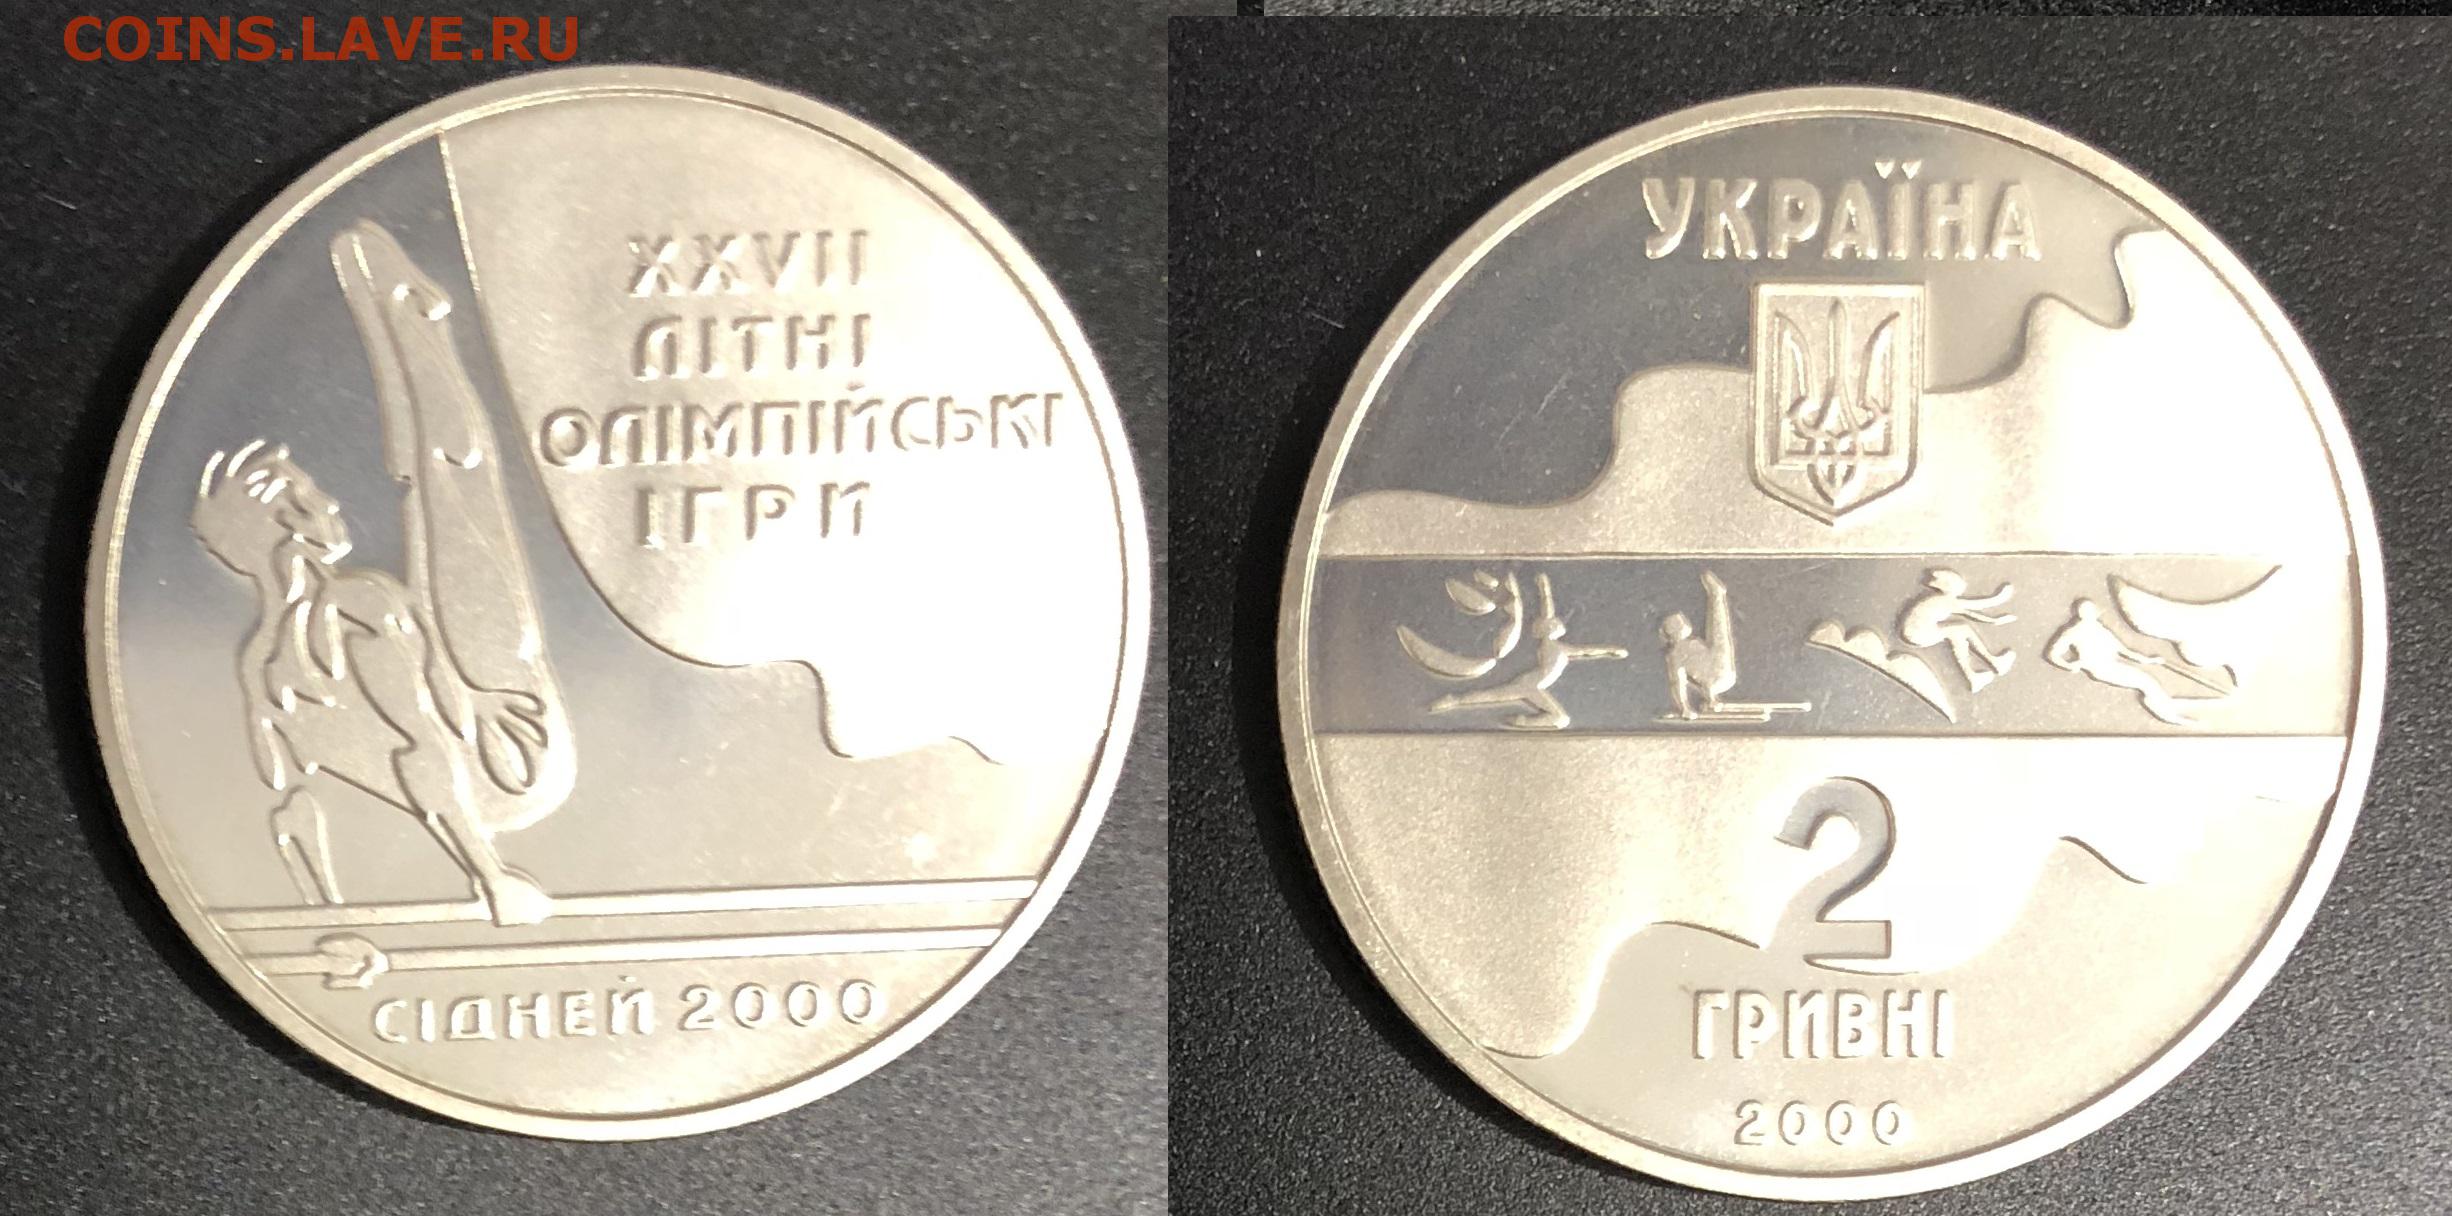 COINS.LAVE.RU
XXVII
ЛІТНІ
ОЛІМПІЙСЬКІ
ІГРИ
СІДНЕЙ 2000
УКРАЇНА
2
ГРИВНІ
2000